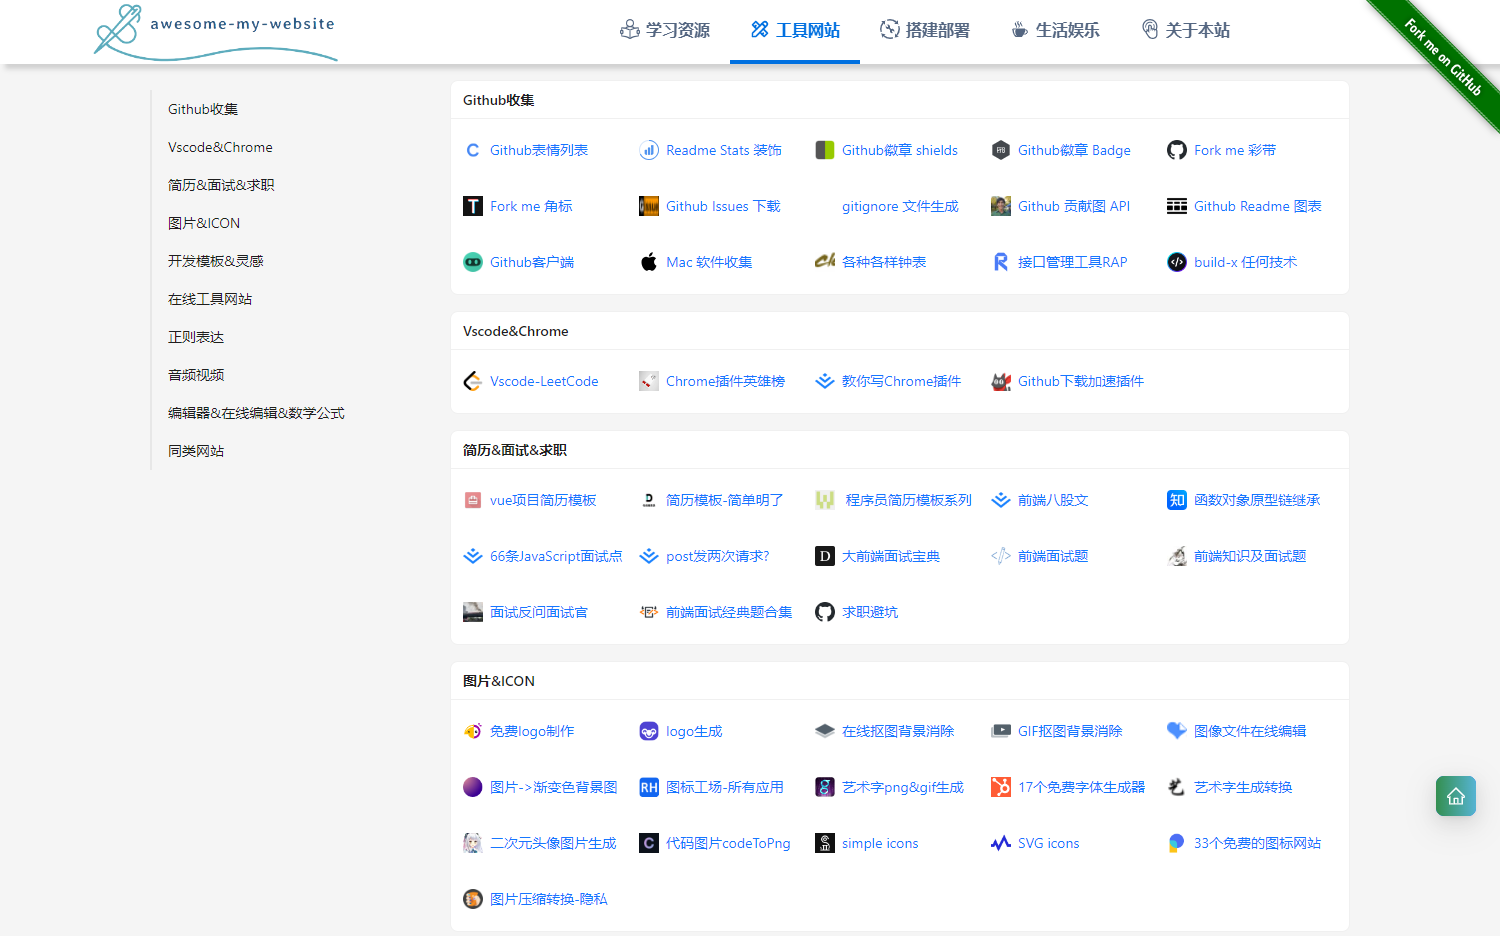 awesome-my-website
学习资源
工具网站
搭建部署
生活娱乐
关于本站
Fork me on GitHub
Github收集
Vscode&Chrome
简历&面试&求职
图片&ICON
开发模板&灵感
在线工具网站
正则表达
音频视频
编辑器&在线编辑&数学公式
同类网站
Github收集
Github表情列表
Readme Stats 装饰
Github徽章 shields
Github徽章 Badge
Fork me 彩带
Fork me 角标
Github Issues 下载
gitignore 文件生成
Github 贡献图 API
Github Readme 图表
Github客户端
Mac 软件收集
各种各样钟表
接口管理工具RAP
build-x 任何技术
Vscode&Chrome
Vscode-LeetCode
Chrome插件英雄榜
教你写Chrome插件
Github下载加速插件
简历&面试&求职
vue项目简历模板
简历模板-简单明了
程序员简历模板系列
前端八股文
知 函数对象原型链继承
66条JavaScript面试点
post发两次请求?
大前端面试宝典
前端面试题
前端知识及面试题
面试反问面试官
前端面试经典题合集
求职避坑
图片&ICON
免费logo制作
logo生成
在线抠图背景消除
GIF抠图背景消除
图像文件在线编辑
图片->渐变色背景图
RH 图标工场-所有应用
艺术字png&gif生成
17个免费字体生成器
艺术字生成转换
二次元头像图片生成
代码图片codeToPng
simple icons
SVG icons
33个免费的图标网站
图片压缩转换-隐私